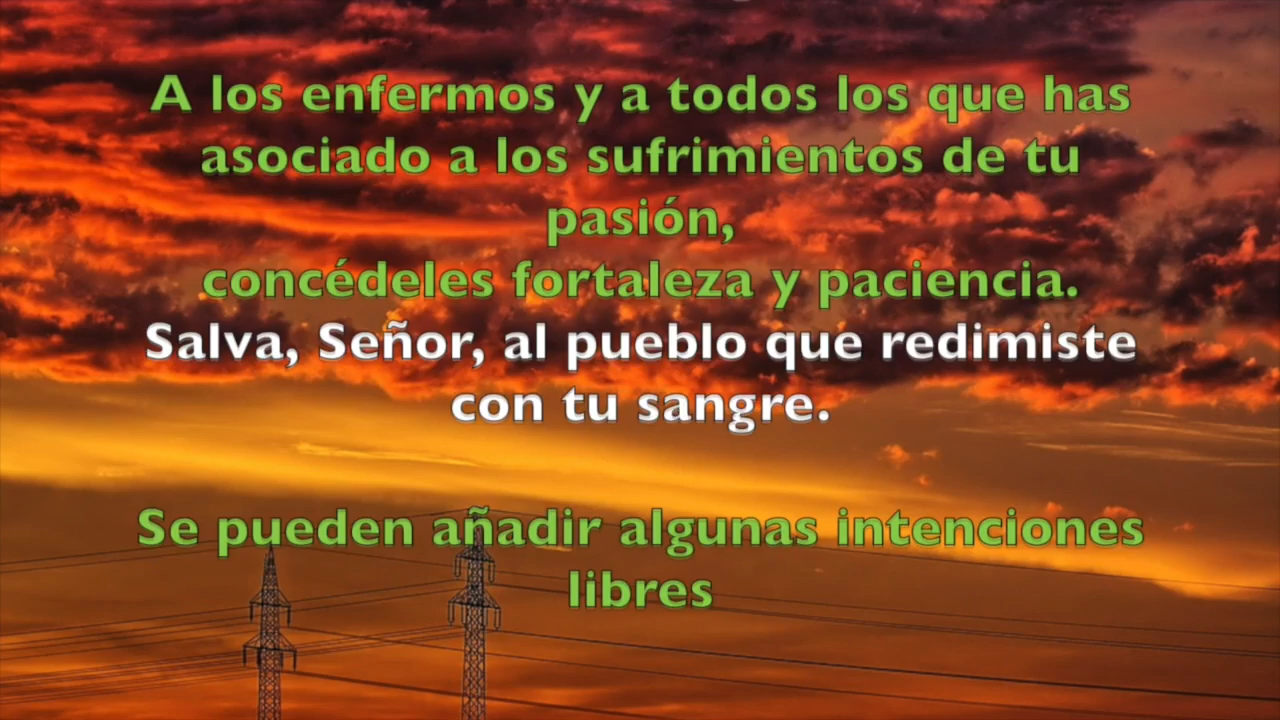 A los enfermos y a todos los que has
asociado a los sufrimientos de tu
pasión,
concédeles fortaleza y paciencia.
Salva, Señor, al pueblo que redimiste
con tu sangre.
Se pueden añadir algunas intenciones
libres